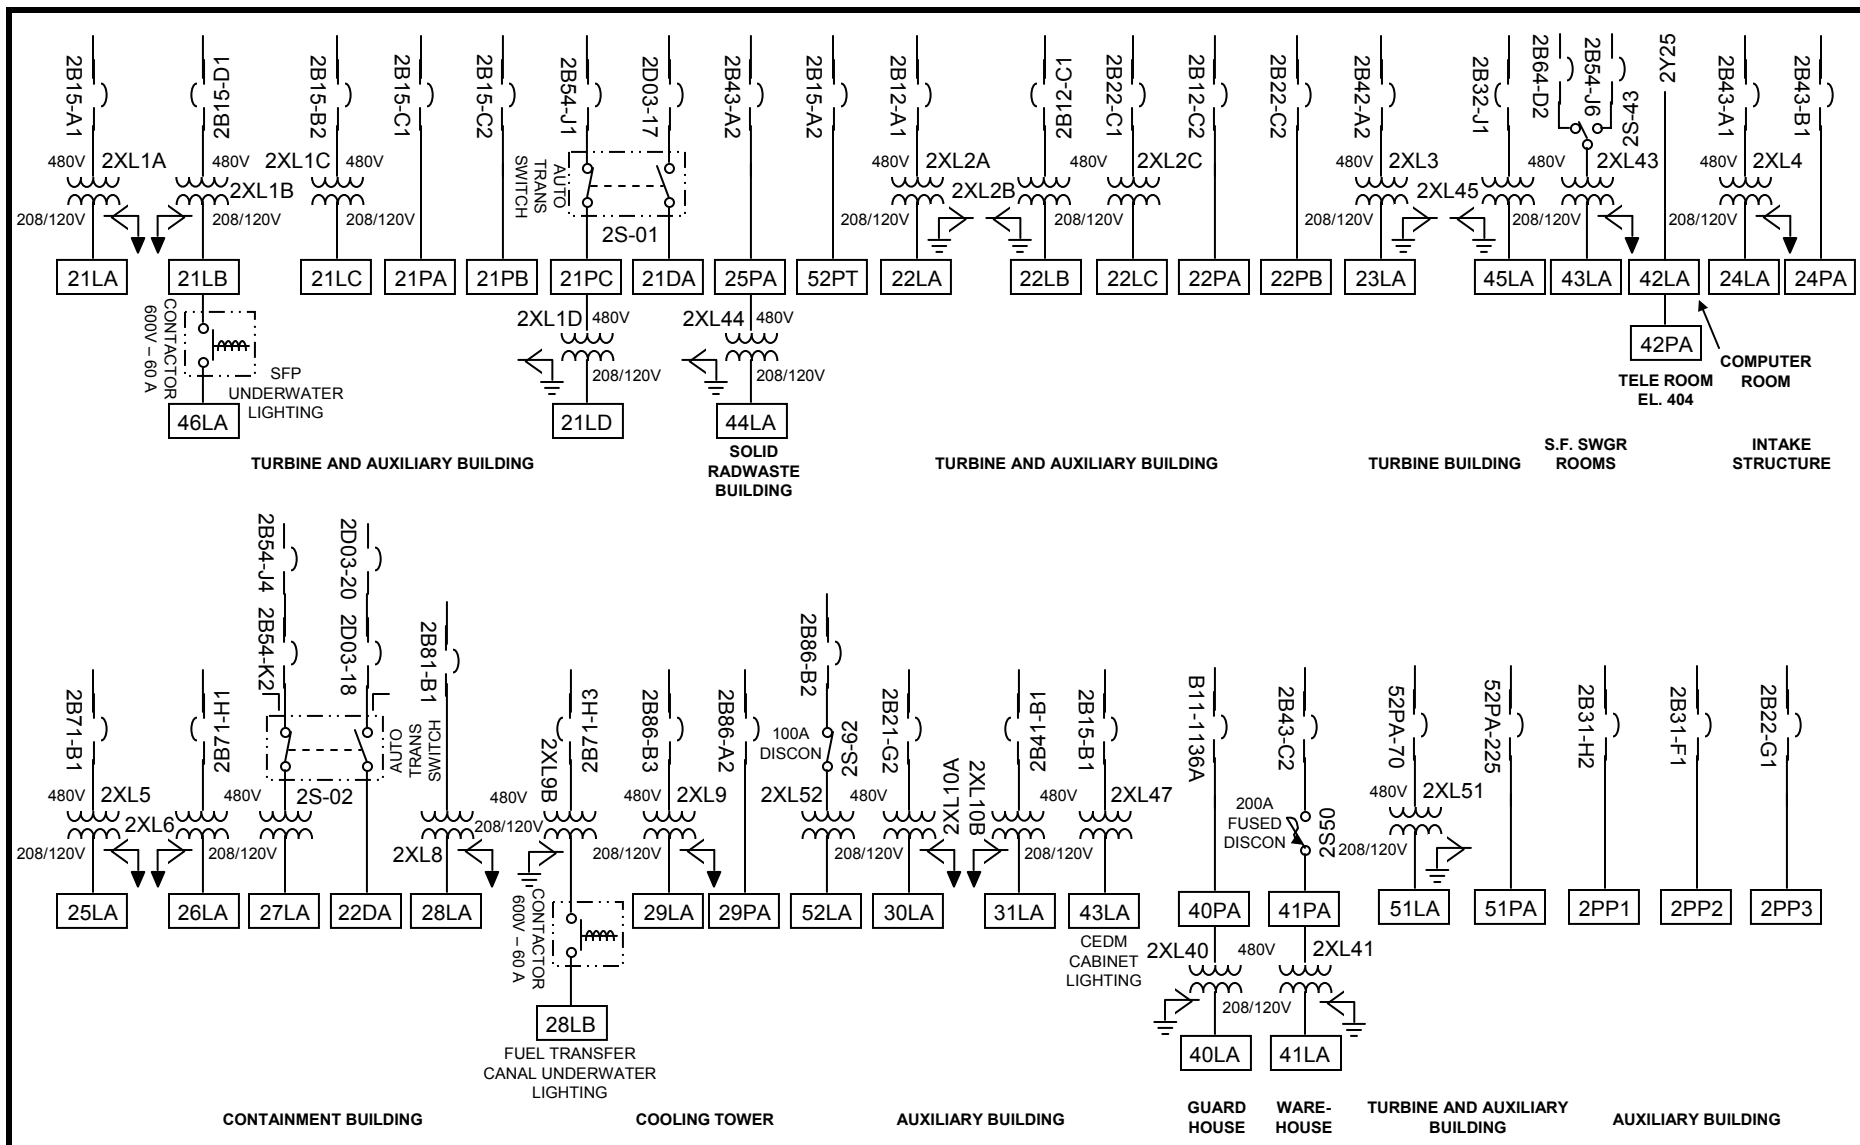 2B15-A1
2B15-D1
2B15-B2
2B15-C1
2B15-C2
2B54-J1
2D03-17
2B43-A2
2B15-A2
2B12-A1
2B12-C1
2B22-C1
2B12-C2
2B22-C2
2B42-A2
2B32-J1
2B64-D2
2B54-J6
2S-43
2Y25
2B43-A1
2B43-B1
480V 2XL1A
480V 2XL1C
2XL1B
AUTO
TRANS
SWITCH
480V 2XL2A
480V 2XL2C
2XL2B
480V 2XL3
2XL45
480V 2XL43
480V 2XL4
208/120V
208/120V
208/120V
2S-01
208/120V
208/120V
208/120V
208/120V
208/120V
21LA
21LB
21LC
21PA
21PB
21PC
21DA
25PA
52PT
22LA
22LB
22LC
22PA
22PB
23LA
45LA
43LA
42LA
24LA
24PA
CONTACTOR
600V – 60 A
SFP
UNDERWATER
LIGHTING
46LA
2XL1D 480V
208/120V
21LD
2XL44 480V
208/120V
44LA
42PA
TELE ROOM
EL. 404
COMPUTER
ROOM
TURBINE AND AUXILIARY BUILDING
SOLID
RADWASTE
BUILDING
TURBINE AND AUXILIARY BUILDING
TURBINE BUILDING
S.F. SWGR
ROOMS
INTAKE
STRUCTURE
2B71-B1
2B71-H1
2B54-J4
2B54-K2
2D03-20
2D03-18
2B81-B1
2B71-H3
2B86-B3
2B86-A2
2B86-B2
2B21-G2
2B41-B1
2B15-B1
B11-1136A
2B43-C2
52PA-70
52PA-225
2B31-H2
2B31-F1
2B22-G1
AUTO
TRANS
SWITCH
100A
DISCON
2S-62
480V 2XL5
2XL6
480V 2S-02
480V
2XL9B
480V 2XL9
2XL52
480V
2XL10A
2XL10B
480V 2XL47
200A
FUSED
DISCON
2S50
480V 2XL51
208/120V
208/120V
2XL8
208/120V
208/120V
208/120V
208/120V
208/120V
25LA
26LA
27LA
22DA
28LA
29LA
29PA
52LA
30LA
31LA
43LA
40PA
41PA
51LA
51PA
2PP1
2PP2
2PP3
CONTACTOR
600V – 60 A
28LB
FUEL TRANSFER
CANAL UNDERWATER
LIGHTING
CEDM
CABINET
LIGHTING
2XL40 480V 2XL41
208/120V
40LA
41LA
CONTAINMENT BUILDING
COOLING TOWER
AUXILIARY BUILDING
GUARD
HOUSE
WARE-
HOUSE
TURBINE AND AUXILIARY
BUILDING
AUXILIARY BUILDING